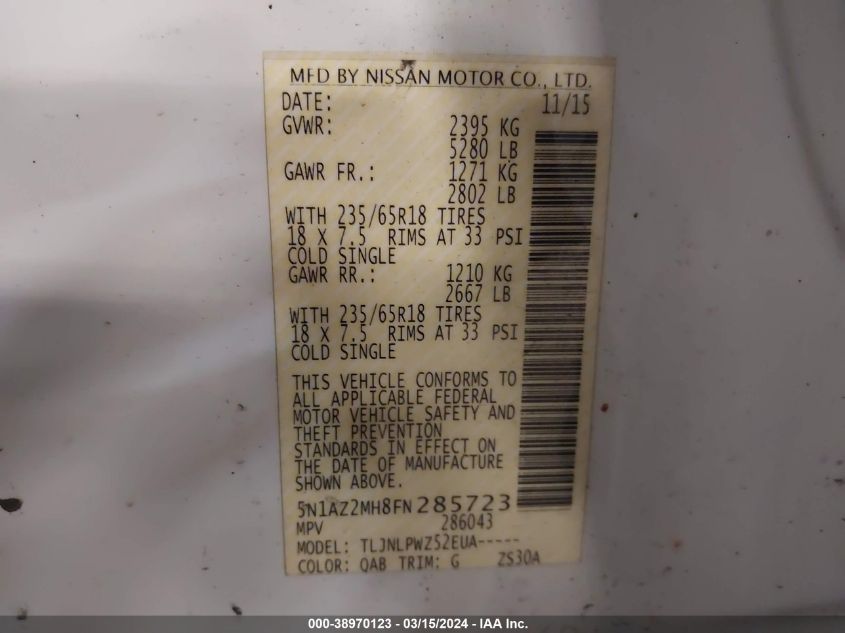 MFD BY NISSAN MOTOR CO., LTD.
DATE: 11/15
GVWR: 2395 KG
5280 LB
GAWR FR.: 1271 KG
2802 LB
WITH 235/65R18 TIRES
18 X 7.5 RIMS AT 33 PSI
COLD SINGLE
GAWR RR.: 1210 KG
2667 LB
WITH 235/65R18 TIRES
18 X 7.5 RIMS AT 33 PSI
COLD SINGLE
THIS VEHICLE CONFORMS TO
ALL APPLICABLE FEDERAL
MOTOR VEHICLE SAFETY AND
THEFT PREVENTION
STANDARDS IN EFFECT ON
THE DATE OF MANUFACTURE
SHOWN ABOVE.
5N1AZ2MH8FN285723
MPV 286043
MODEL: TLJNLPWZ52EUA-----
COLOR: QAB TRIM: G ZS30A
000-38970123 - 03/15/2024 - IAA Inc.